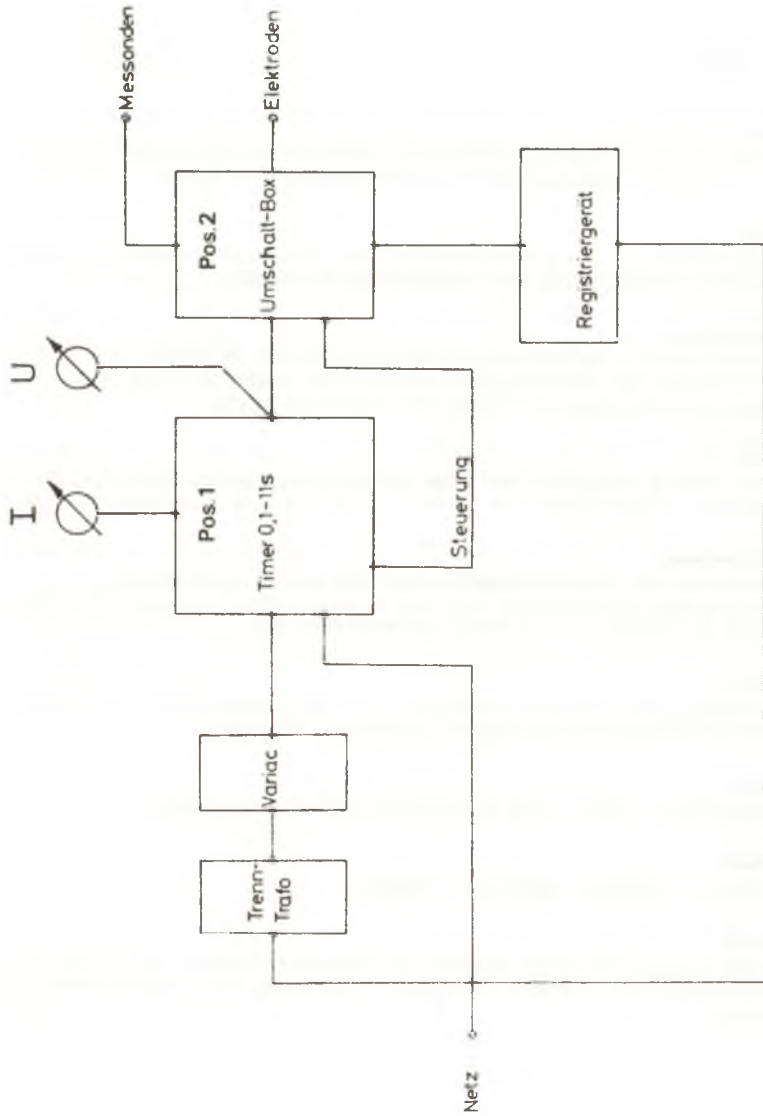 I
U
Messonden
Pos.1
Timer 0,1-11s
Pos.2
Umschalt-Box
Elektroden
Trenn-
Trafo
Variac
Steuerung
Registriergerät
Netz